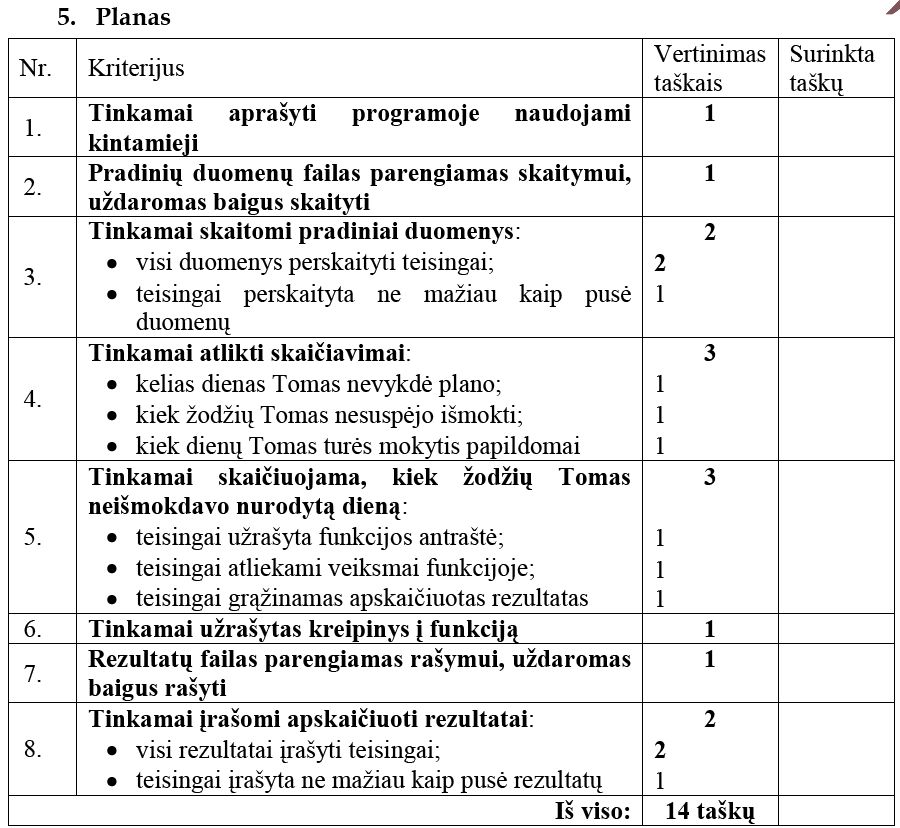 5. Planas
Nr. Kriterijus Vertinimas taškais Surinkta taškų
1. Tinkamai aprašyti programoje naudojami 1
kintamieji
2. Pradinių duomenų failas parengiamas skaitymui, 1
uždaromas baigus skaityti
3. Tinkamai skaitomi pradiniai duomenys: 2
• visi duomenys perskaityti teisingai; 2
• teisingai perskaityta ne mažiau kaip pusė 1
duomenų
4. Tinkamai atlikti skaičiavimai: 3
• kelias dienas Tomas nevykdė plano; 1
• kiek žodžių Tomas nesuspėjo išmokti; 1
• kiek dienų Tomas turės mokytis papildomai 1
5. Tinkamai skaičiuojama, kiek žodžių Tomas 3
neišmokdavo nurodytą dieną:
• teisingai užrašyta funkcijos antraštė; 1
• teisingai atliekami veiksmai funkcijoje; 1
• teisingai grąžinamas apskaičiuotas rezultatas 1
6. Tinkamai užrašytas kreipinys į funkciją 1
7. Rezultatų failas parengiamas rašymui, uždaromas 1
baigus rašyti
8. Tinkamai įrašomi apskaičiuoti rezultatai: 2
• visi rezultatai įrašyti teisingai; 2
• teisingai įrašyta ne mažiau kaip pusė rezultatų 1
Iš viso: 14 taškų